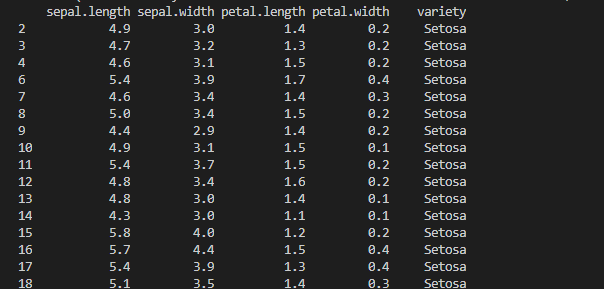 sepal.length sepal.width petal.length petal.width variety
2 4.9 3.0 1.4 0.2 Setosa
3 4.7 3.2 1.3 0.2 Setosa
4 4.6 3.1 1.5 0.2 Setosa
6 5.4 3.9 1.7 0.4 Setosa
7 4.6 3.4 1.4 0.3 Setosa
8 5.0 3.4 1.5 0.2 Setosa
9 4.4 2.9 1.4 0.2 Setosa
10 4.9 3.1 1.5 0.1 Setosa
11 5.4 3.7 1.5 0.2 Setosa
12 4.8 3.4 1.6 0.2 Setosa
13 4.8 3.0 1.4 0.1 Setosa
14 4.3 3.0 1.1 0.1 Setosa
15 5.8 4.0 1.2 0.2 Setosa
16 5.7 4.4 1.5 0.4 Setosa
17 5.4 3.9 1.3 0.4 Setosa
18 5.1 3.5 1.4 0.3 Setosa